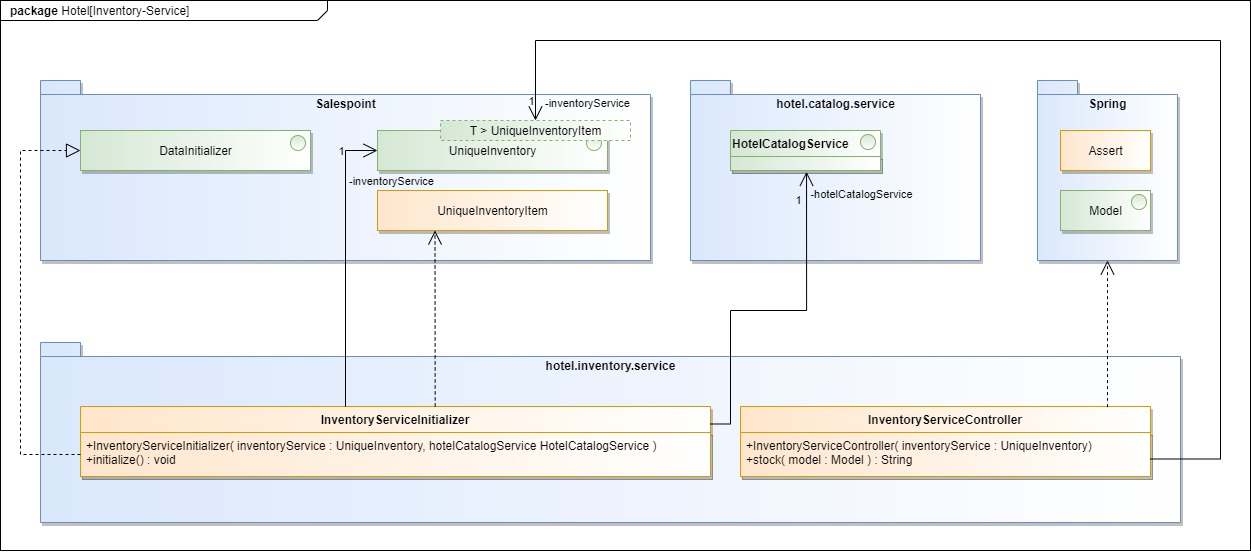 package Hotel[Inventory-Service]
Salespoint
hotel.catalog.service
Spring
1
-inventoryService
T > UniqueInventoryItem
DataInitializer
1
UniqueInventory
HotelCatalogService
Assert
-inventoryService
1
-hotelCatalogService
UniqueInventoryItem
Model
hotel.inventory.service
InventoryServiceInitializer
+InventoryServiceInitializer( inventoryService : UniqueInventory, hotelCatalogService HotelCatalogService )
+initialize() : void
InventoryServiceController
+InventoryServiceController( inventoryService : UniqueInventory)
+stock( model : Model ) : String